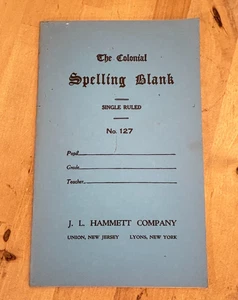 The Colonial
Spelling Blank
SINGLE RULED
No. 127
Pupil
Grade
Teacher
J. L. HAMMETT COMPANY
UNION, NEW JERSEY LYONS, NEW YORK